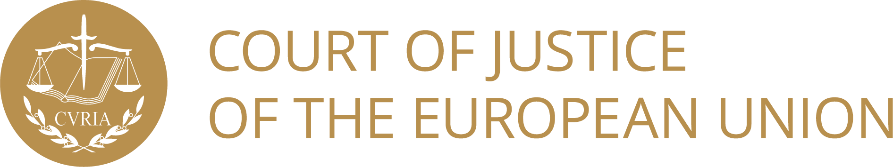 CVRIA
COURT OF JUSTICE
OF THE EUROPEAN UNION